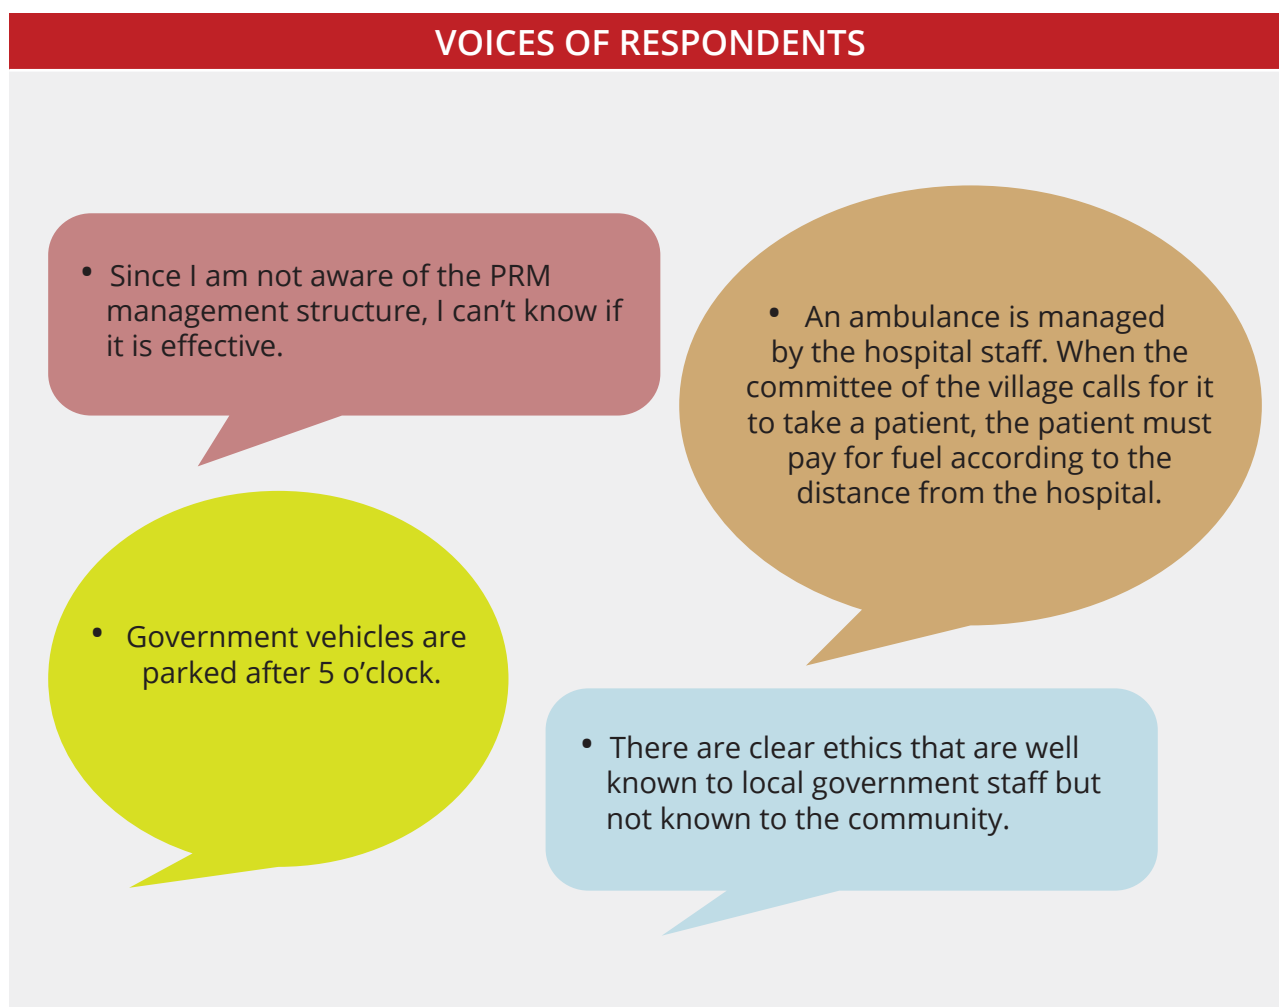 VOICES OF RESPONDENTS
• Since I am not aware of the PRM
management structure, I can’t know if
it is effective.
• An ambulance is managed
by the hospital staff. When the
committee of the village calls for it
to take a patient, the patient must
pay for fuel according to the
distance from the hospital.
• Government vehicles are
parked after 5 o’clock.
• There are clear ethics that are well
known to local government staff but
not known to the community.